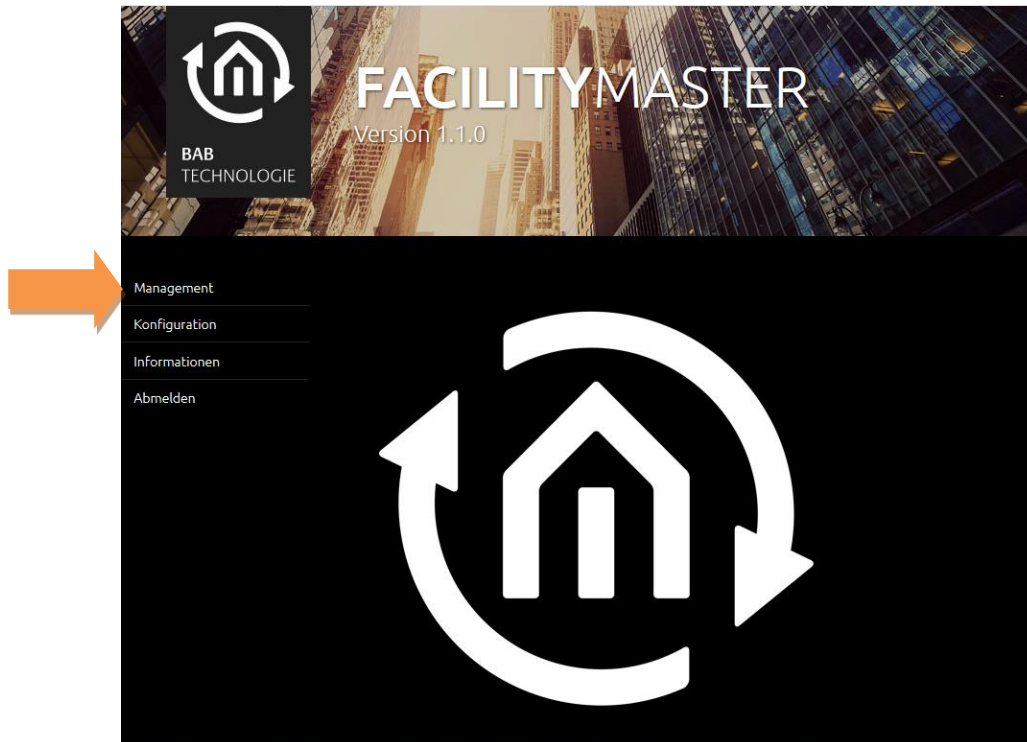 BAB
TECHNOLOGIE
FACILITYMASTER
Version 1.1.0
Management
Konfiguration
Informationen
Abmelden